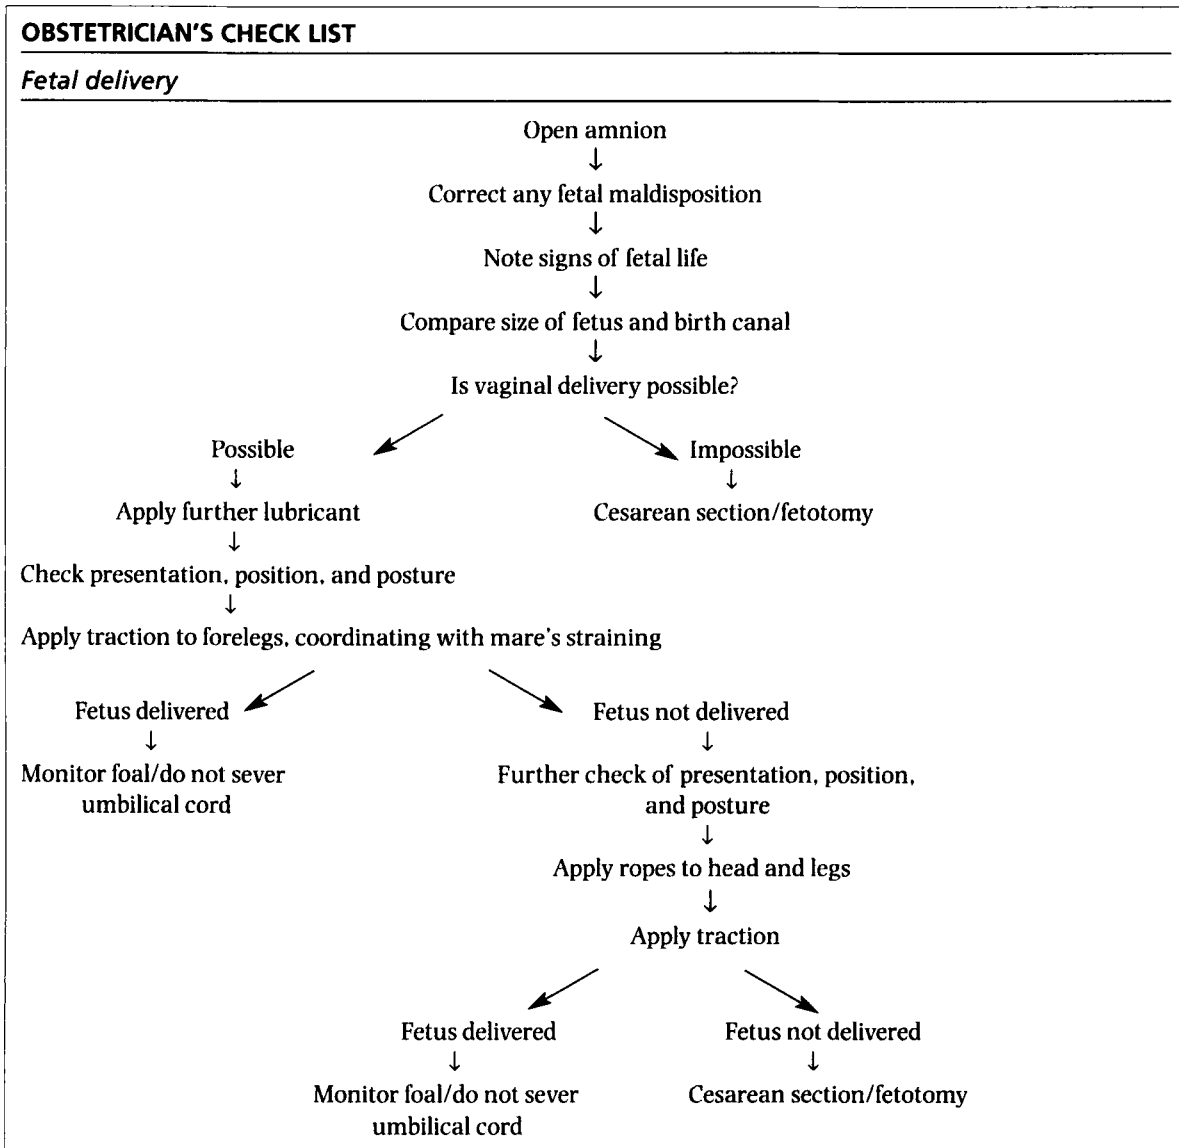 OBSTETRICIAN'S CHECK LIST
Fetal delivery
Open amnion
↓
Correct any fetal maldisposition
↓
Note signs of fetal life
↓
Compare size of fetus and birth canal
↓
Is vaginal delivery possible?
Possible
Impossible
↓
↓
Apply further lubricant
Cesarean section/fetotomy
↓
Check presentation, position, and posture
↓
Apply traction to forelegs, coordinating with mare's straining
Fetus delivered
Fetus not delivered
↓
↓
Monitor foal/do not sever
umbilical cord
Further check of presentation, position,
and posture
↓
Apply ropes to head and legs
↓
Apply traction
Fetus delivered
Fetus not delivered
↓
↓
Monitor foal/do not sever
umbilical cord
Cesarean section/fetotomy